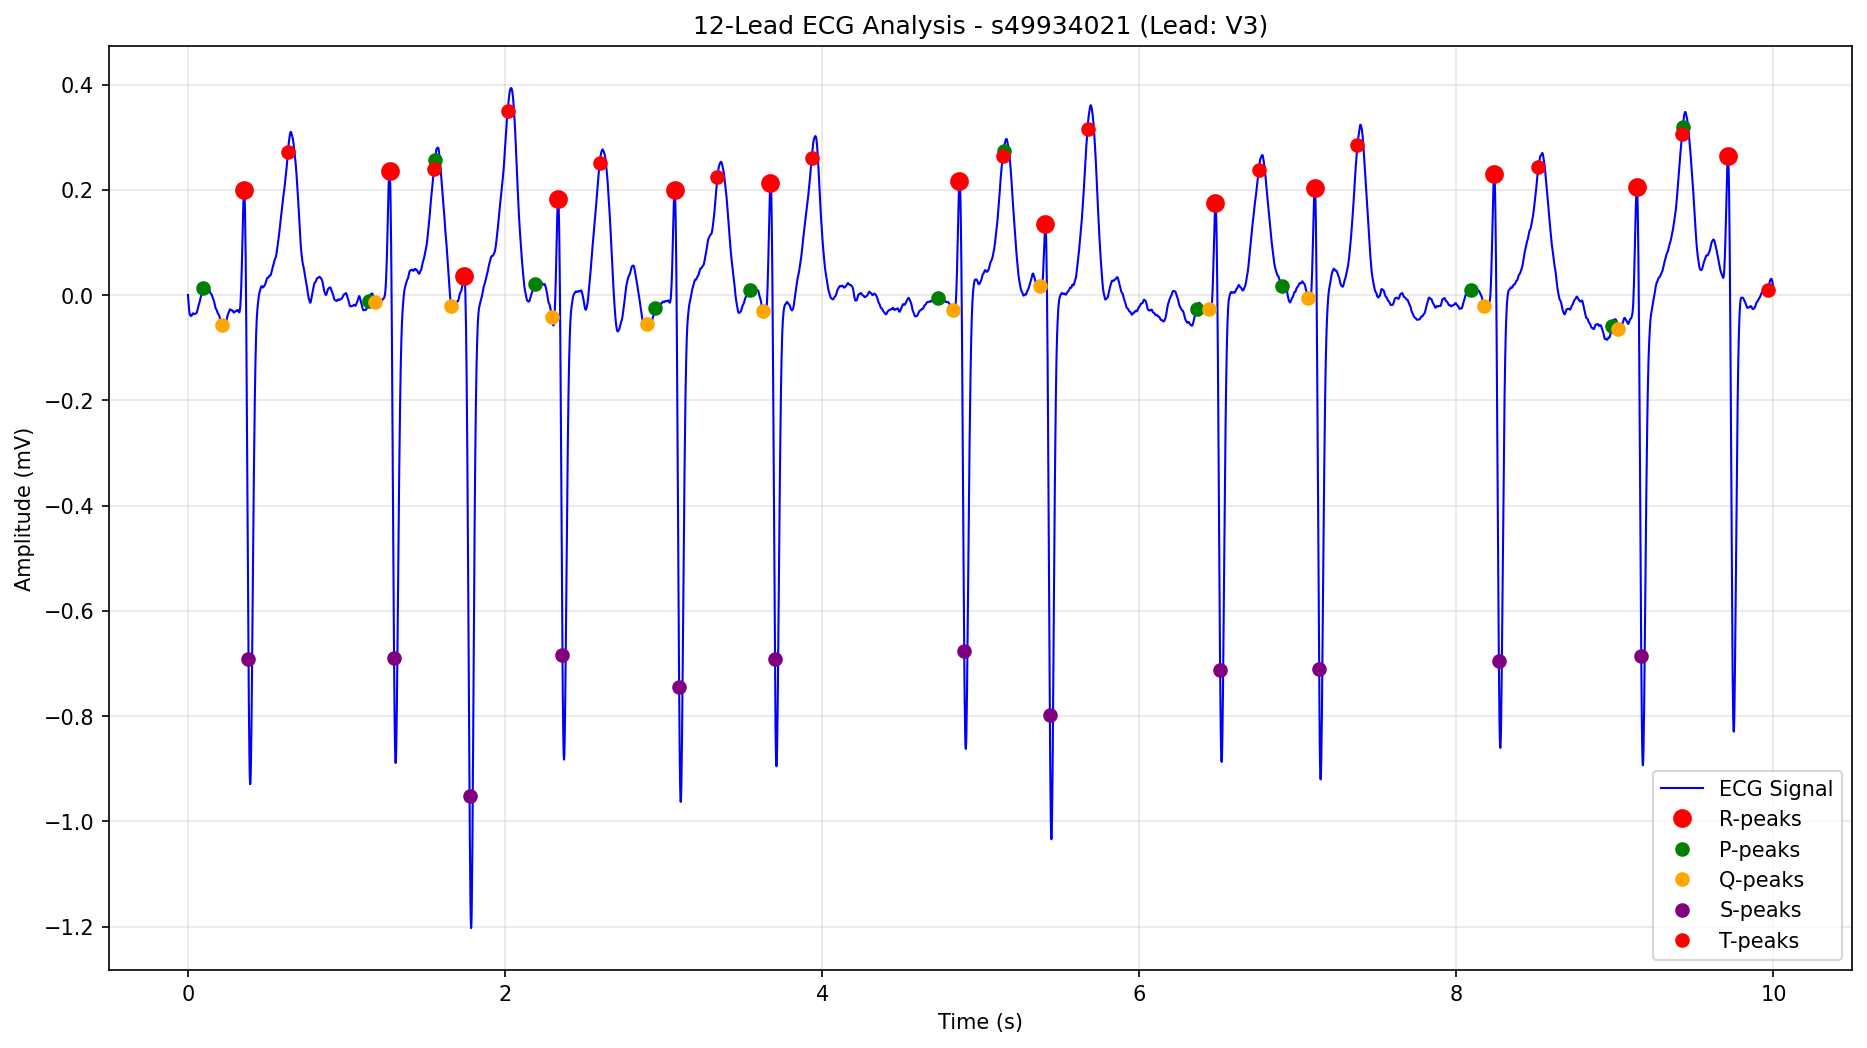 12-Lead ECG Analysis - s49934021 (Lead: V3)
Amplitude (mV)
0.4
0.2
0.0
−0.2
−0.4
−0.6
−0.8
−1.0
−1.2
ECG Signal
R-peaks
P-peaks
Q-peaks
S-peaks
T-peaks
0 2 4 6 8 10
Time (s)